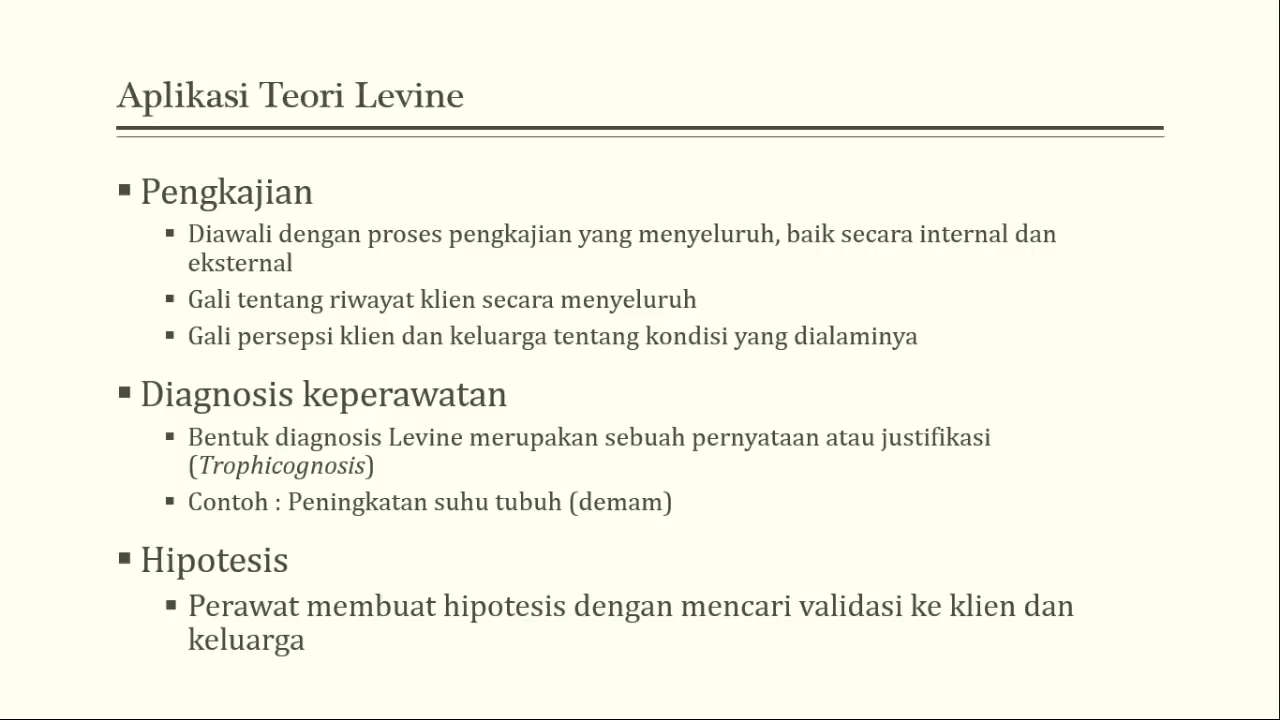 Aplikasi Teori Levine
▪ Pengkajian
▪ Diawali dengan proses pengkajian yang menyeluruh, baik secara internal dan
eksternal
▪ Gali tentang riwayat klien secara menyeluruh
▪ Gali persepsi klien dan keluarga tentang kondisi yang dialaminya
▪ Diagnosis keperawatan
▪ Bentuk diagnosis Levine merupakan sebuah pernyataan atau justifikasi
(Trophicognosis)
▪ Contoh : Peningkatan suhu tubuh (demam)
▪ Hipotesis
▪ Perawat membuat hipotesis dengan mencari validasi ke klien dan
keluarga